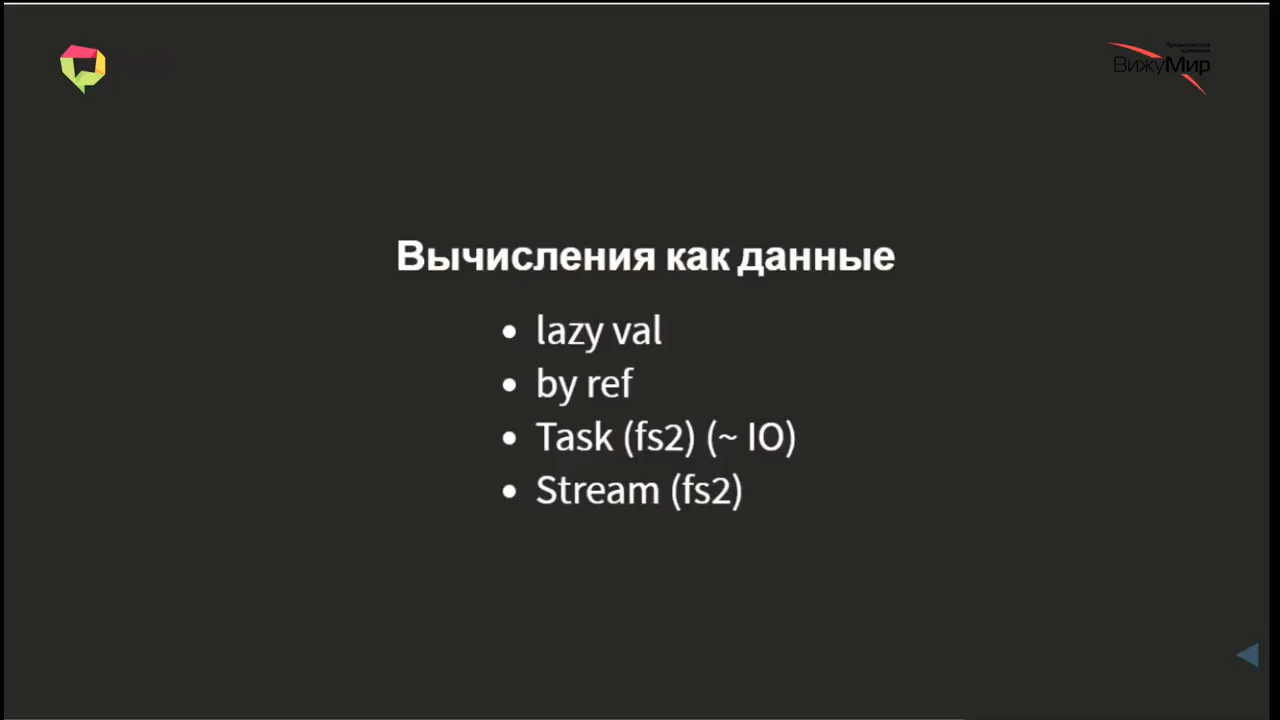 ВижуМир
Вычисления как данные
lazy val
by ref
Task (fs2) (~ IO)
Stream (fs2)